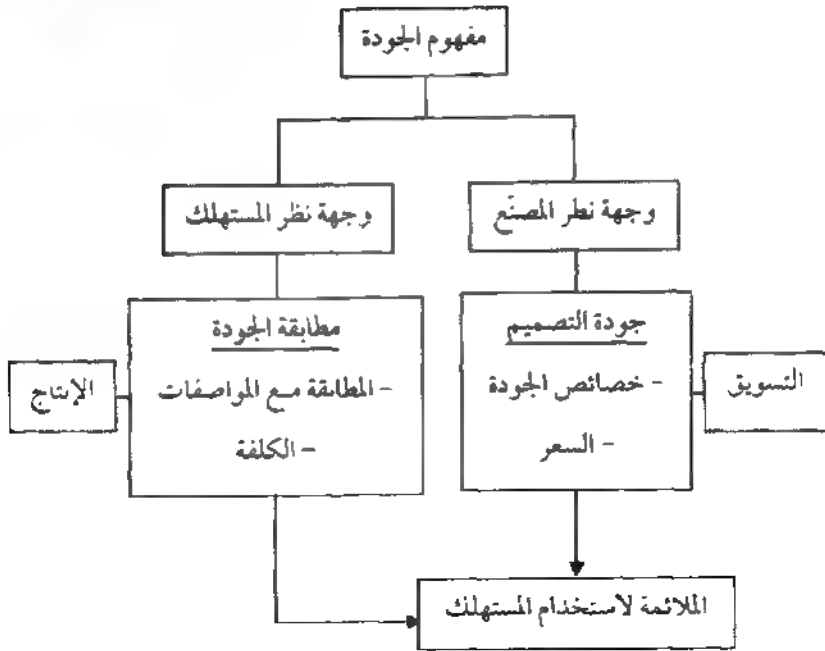 مفهوم الجودة
وجهة نطر المصنّع
وجهة نظر المستهلك
جودة التصميم
- خصائص الجودة
- السعر
التسويق
مطابقة الجودة
- المطابقة مع المواصفات
- الكلفة
الإنتاج
الملائمة لاستخدام المستهلك